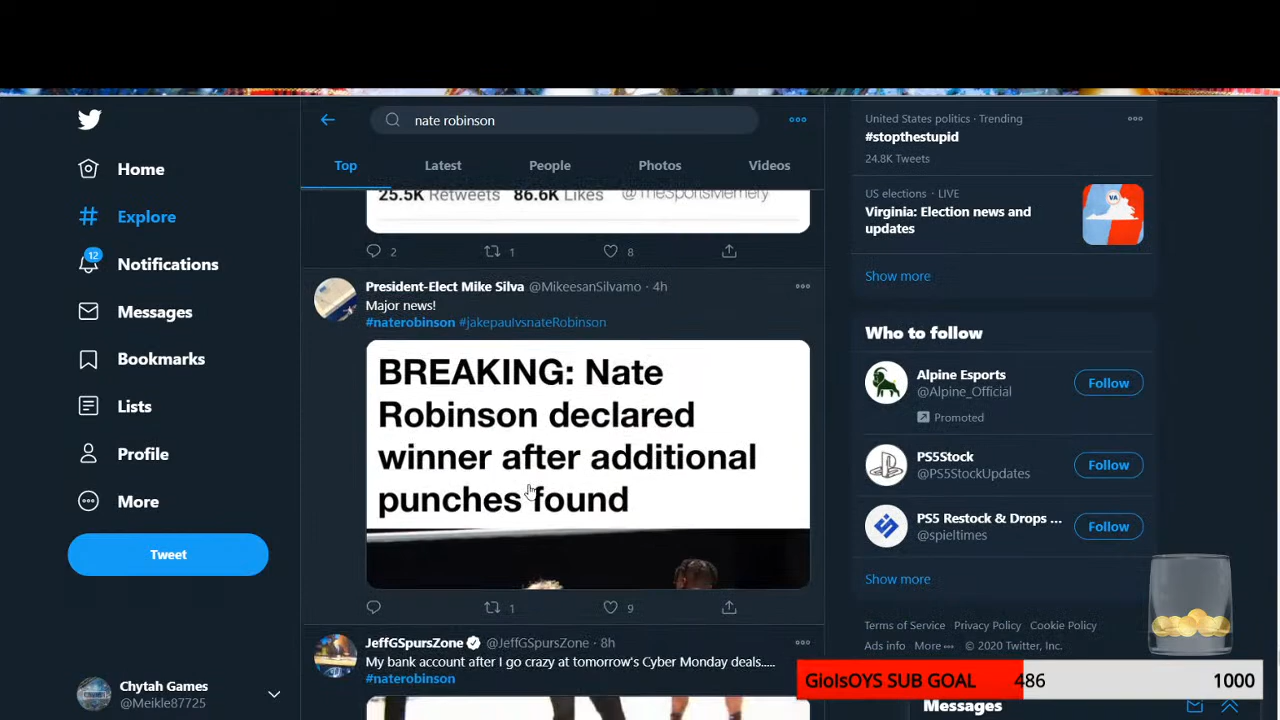 nate robinson
Top
Latest
People
Photos
Videos
Home
Explore
12
Notifications
Messages
Bookmarks
Lists
Profile
More
Tweet
Chytah Games
@Meikle87725
25.5K Retweets 86.6K Likes @TheSportsMemery
2
1
8
President-Elect Mike Silva @MikeesanSilvamo · 4h
Major news!
#naterobinson #jakepaulvsnateRobinson
BREAKING: Nate
Robinson declared
winner after additional
punches found
1
9
JeffGSpursZone @JeffGSpursZone · 8h
My bank account after I go crazy at tomorrow's Cyber Monday deals.....
#naterobinson
United States politics · Trending
#stopthestupid
24.8K Tweets
US elections · LIVE
Virginia: Election news and
updates
VA
Show more
Who to follow
Alpine Esports
@Alpine_Official
Promoted
Follow
PS5Stock
@PS5StockUpdates
Follow
PS5 Restock & Drops ...
@spieltimes
Follow
Show more
Terms of Service Privacy Policy Cookie Policy
Ads info More ··· © 2020 Twitter, Inc.
GioIsOYS SUB GOAL 486 1000
Messages